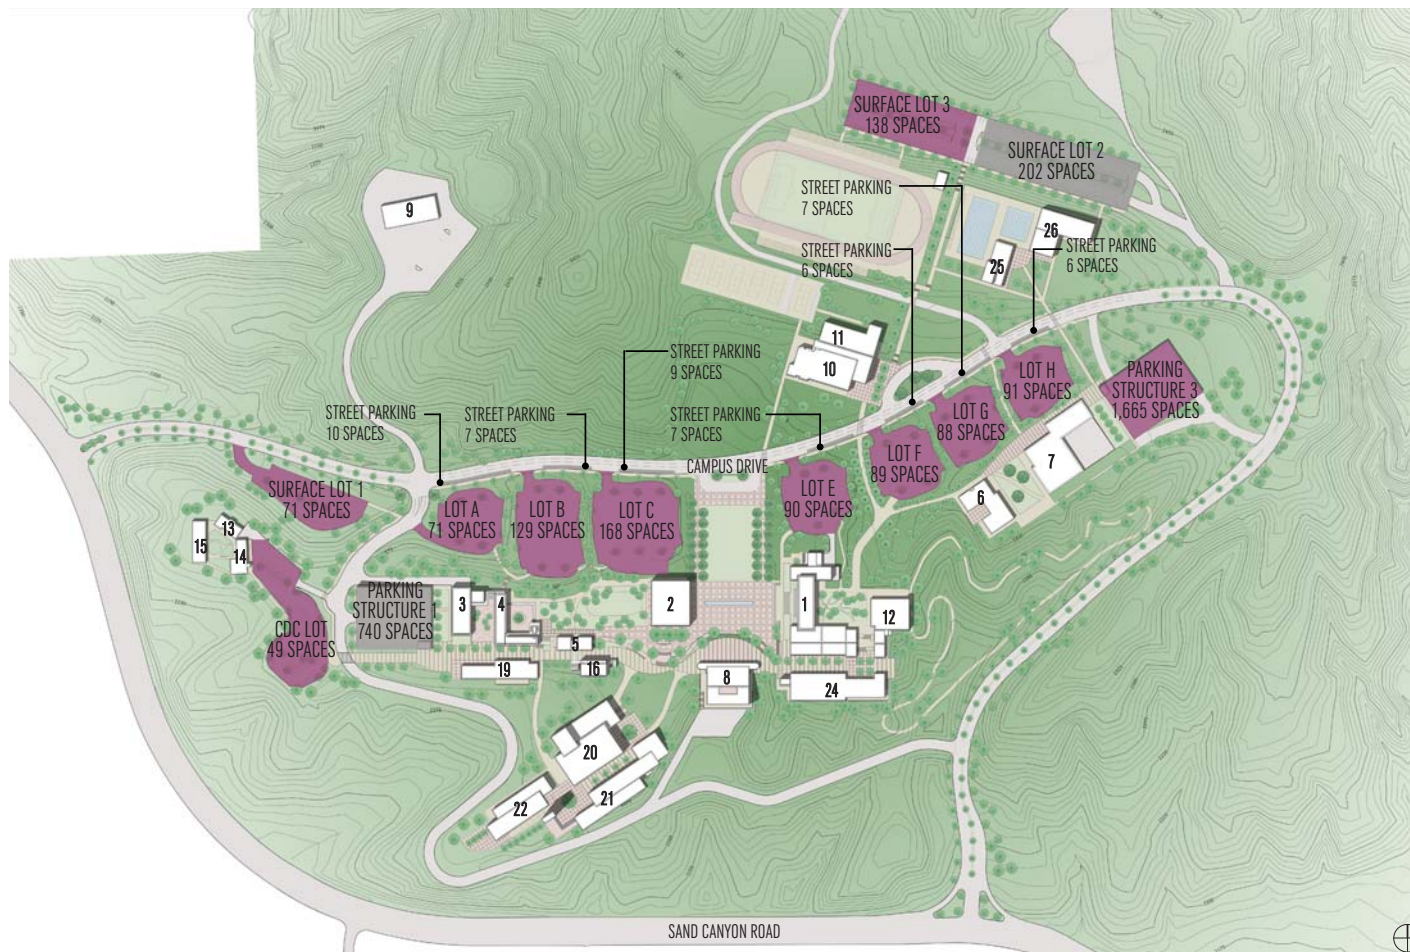 SURFACE LOT 3
138 SPACES
SURFACE LOT 2
202 SPACES
STREET PARKING
7 SPACES
9
26
STREET PARKING
6 SPACES
STREET PARKING
6 SPACES
25
11
10
STREET PARKING
9 SPACES
LOT H
91 SPACES
PARKING
STRUCTURE 3
1,665 SPACES
STREET PARKING
10 SPACES
STREET PARKING
7 SPACES
STREET PARKING
7 SPACES
LOT G
88 SPACES
CAMPUS DRIVE
LOT F
89 SPACES
7
6
SURFACE LOT 1
71 SPACES
LOT A
71 SPACES
LOT B
129 SPACES
LOT C
168 SPACES
LOT E
90 SPACES
13
15
14
PARKING
STRUCTURE 1
740 SPACES
3
4
2
1
12
CDC LOT
49 SPACES
5
19
16
8
24
20
22
21
SAND CANYON ROAD